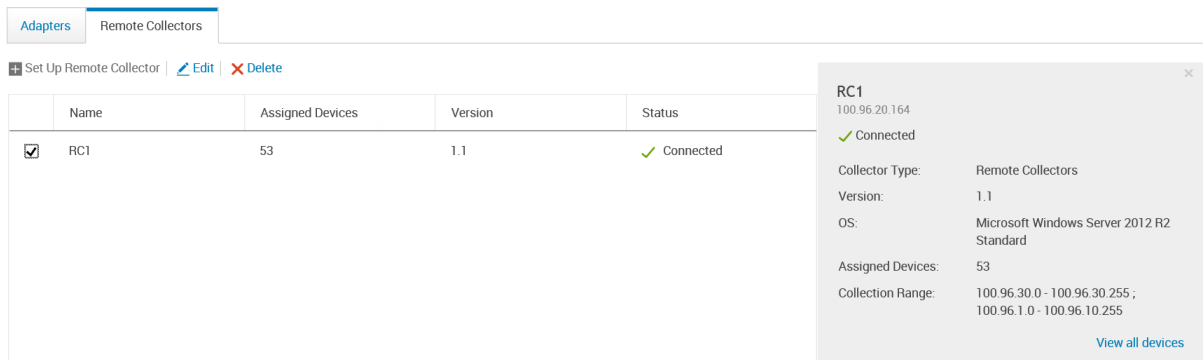 Adapters
Remote Collectors
Set Up Remote Collector
Edit
Delete
Name
Assigned Devices
Version
Status
RC1
53
1.1
Connected
RC1
100.96.20.164
Connected
Collector Type: Remote Collectors
Version: 1.1
OS: Microsoft Windows Server 2012 R2
Standard
Assigned Devices: 53
Collection Range: 100.96.30.0 - 100.96.30.255 ;
100.96.1.0 - 100.96.10.255
View all devices